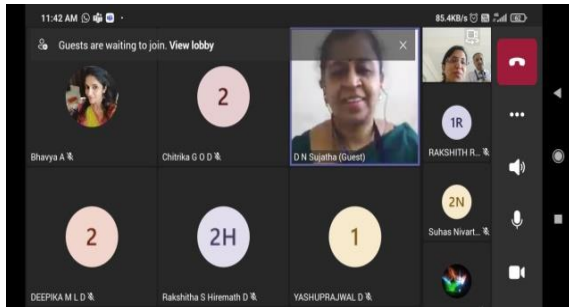 11:42 AM
85.4KB/s
62
Guests are waiting to join. View lobby
2
1R
Bhavya A
Chitrika G O D
D N Sujatha (Guest)
RAKSHITH R...
2
2H
1
2N
Suhas Nivart...
DEEPIKA M L D
Rakshitha S Hiremath D
YASHUPRAJWAL D